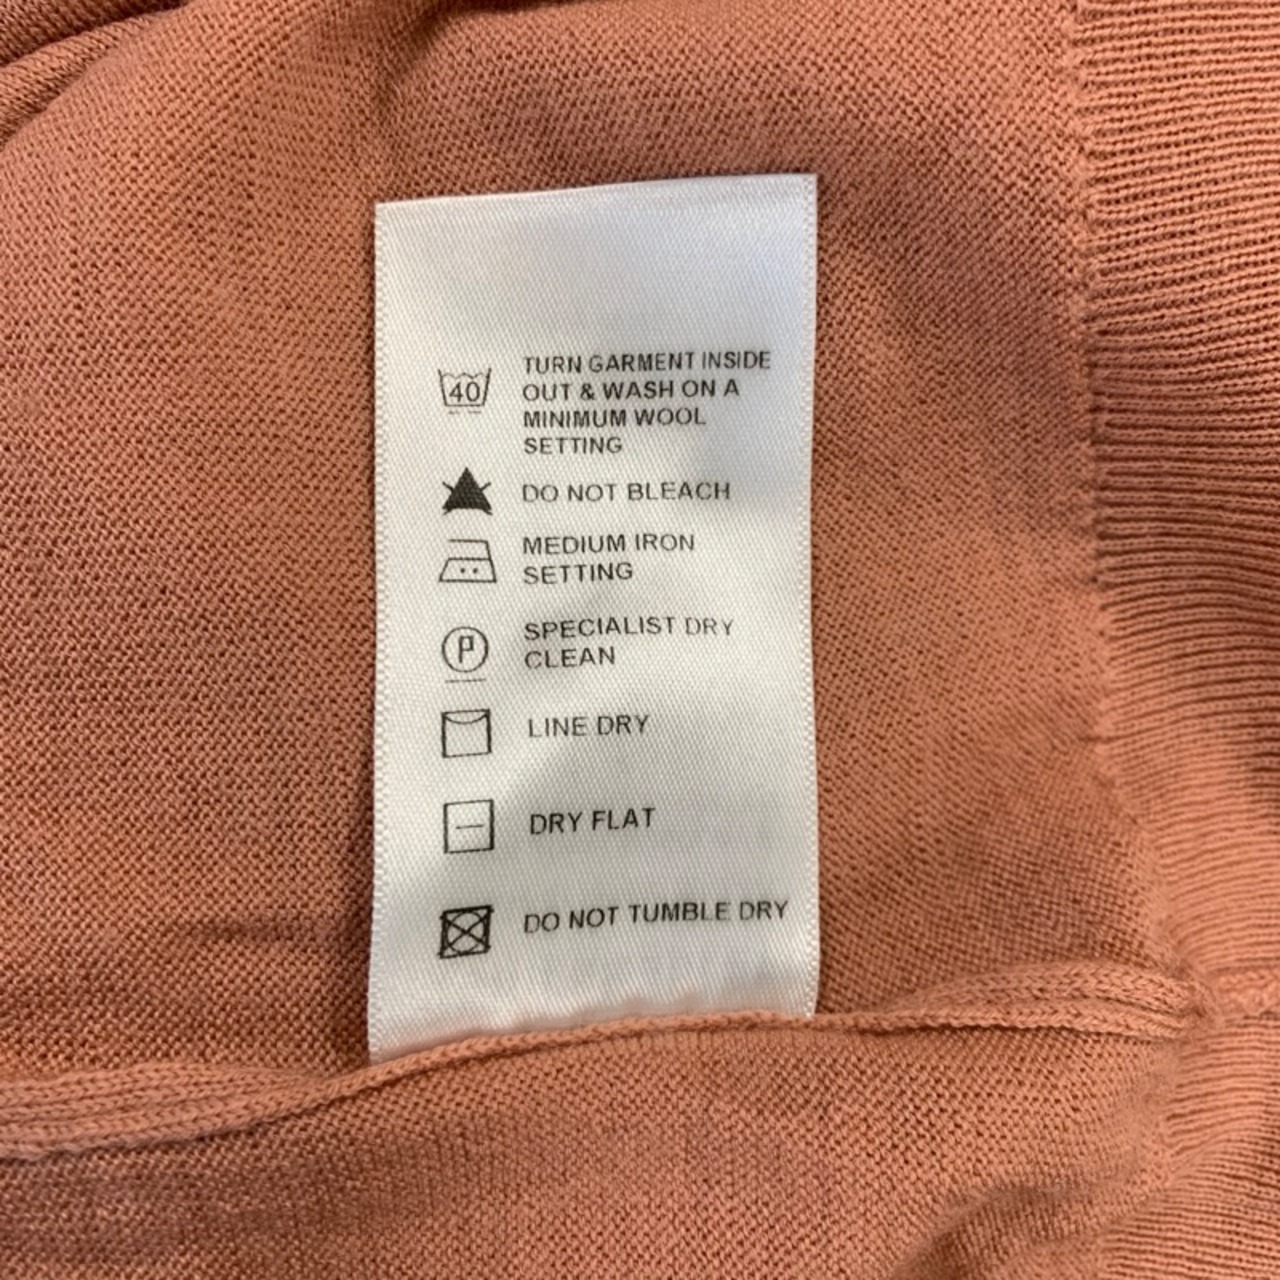 40
TURN GARMENT INSIDE
OUT & WASH ON A
MINIMUM WOOL
SETTING
DO NOT BLEACH
MEDIUM IRON
SETTING
P
SPECIALIST DRY
CLEAN
LINE DRY
DRY FLAT
DO NOT TUMBLE DRY